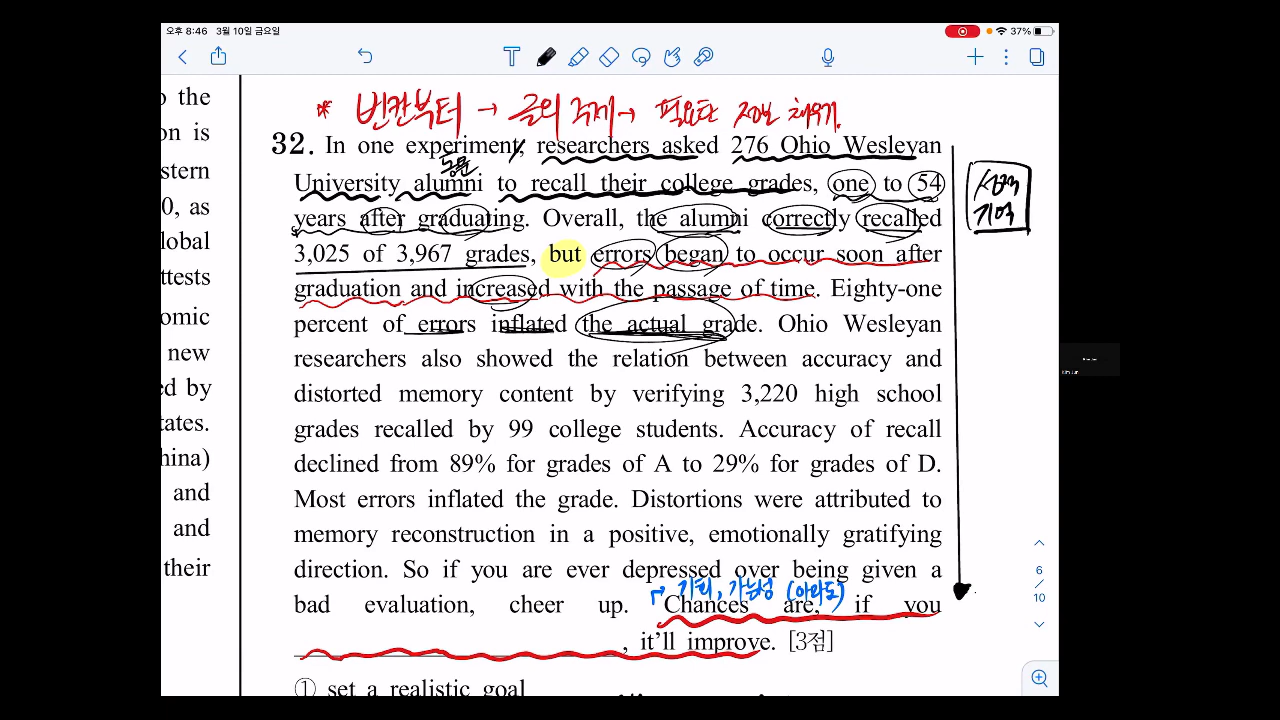 오후 8:46 3월 10일 금요일
37%
T
* 빈칸부터 → 글의 주제 → 필요한 정보 채우기.
32. In one experiment, researchers asked 276 Ohio Wesleyan
동문
University alumni to recall their college grades, one to 54
years after graduating. Overall, the alumni correctly recalled
3,025 of 3,967 grades, but errors began to occur soon after
graduation and increased with the passage of time. Eighty-one
percent of errors inflated the actual grade. Ohio Wesleyan
researchers also showed the relation between accuracy and
distorted memory content by verifying 3,220 high school
grades recalled by 99 college students. Accuracy of recall
declined from 89% for grades of A to 29% for grades of D.
Most errors inflated the grade. Distortions were attributed to
memory reconstruction in a positive, emotionally gratifying
direction. So if you are ever depressed over being given a
→ 기회, 가능성 (아마도)
bad evaluation, cheer up. Chances are, if you
, it'll improve. [3점]
① set a realistic goal
성적
기억
o the
on is
stern
0, as
lobal
ttests
omic
new
ed by
tates.
hina)
and
and
their
6
/
10